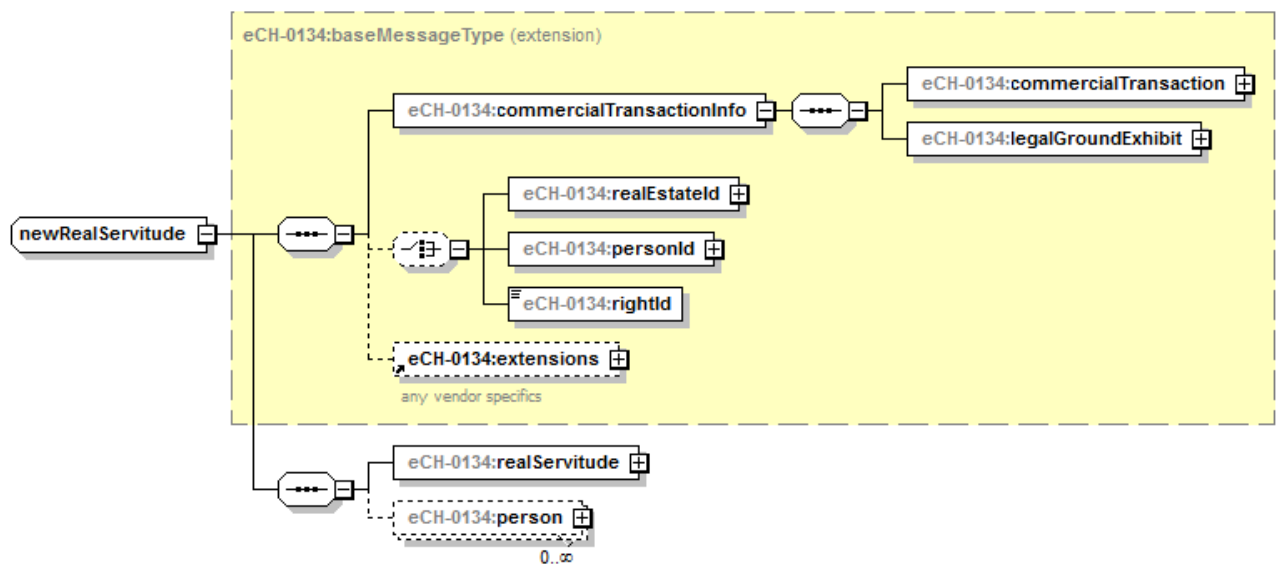 eCH-0134:baseMessageType (extension)
eCH-0134:commercialTransactionInfo
eCH-0134:commercialTransaction
eCH-0134:legalGroundExhibit
newRealServitude
eCH-0134:realEstateId
eCH-0134:personId
eCH-0134:rightId
eCH-0134:extensions
any vendor specifics
eCH-0134:realServitude
eCH-0134:person
0..∞